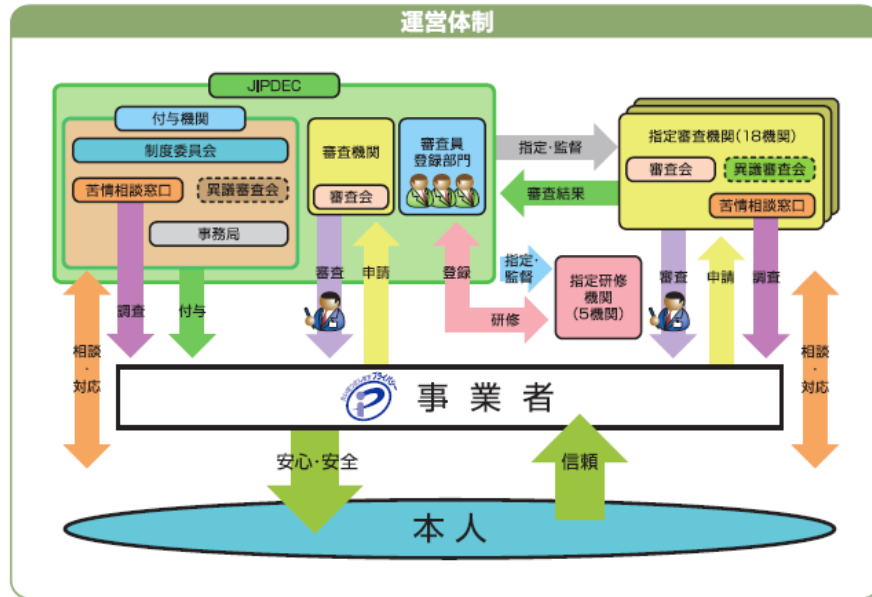 運営体制
JIPDEC
付与機関
制度委員会
苦情相談窓口
異議審査会
事務局
審査機関
審査会
審査員
登録部門
指定・監督
審査結果
指定審査機関(18機関)
審査会
異議審査会
苦情相談窓口
調査
付与
審査
申請
登録
指定・
監督
研修
指定研修
機関
(5機関)
審査
申請
調査
相談
・
対応
相談
・
対応
プライバシー
事業者
安心・安全
信頼
本人